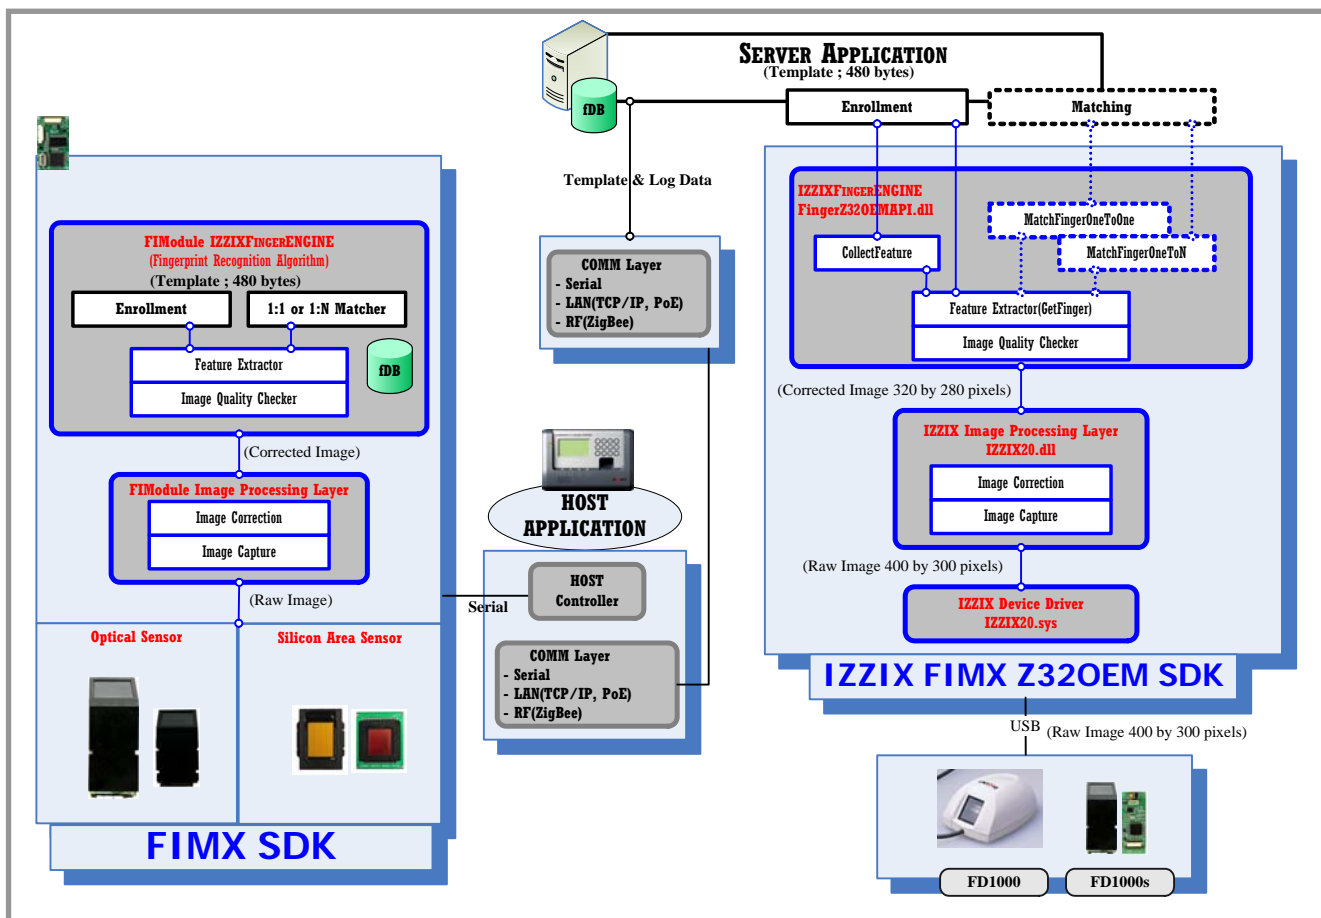 SERVER APPLICATION
(Template ; 480 bytes)
fDB
Enrollment
Matching
Template & Log Data
COMM Layer
- Serial
- LAN(TCP/IP, PoE)
- RF(ZigBee)
FIModule IZZIXFINGERENGINE
(Fingerprint Recognition Algorithm)
(Template ; 480 bytes)
Enrollment
1:1 or 1:N Matcher
Feature Extractor
Image Quality Checker
fDB
(Corrected Image)
FIModule Image Processing Layer
Image Correction
Image Capture
(Raw Image)
Optical Sensor
Silicon Area Sensor
FIMX SDK
HOST
APPLICATION
Serial
HOST
Controller
COMM Layer
- Serial
- LAN(TCP/IP, PoE)
- RF(ZigBee)
IZZIXFINGERENGINE
FingerZ32OEMAPI.dll
MatchFingerOneToOne
CollectFeature
MatchFingerOneToN
Feature Extractor(GetFinger)
Image Quality Checker
(Corrected Image 320 by 280 pixels)
IZZIX Image Processing Layer
IZZIX20.dll
Image Correction
Image Capture
(Raw Image 400 by 300 pixels)
IZZIX Device Driver
IZZIX20.sys
IZZIX FIMX Z32OEM SDK
USB
(Raw Image 400 by 300 pixels)
FD1000
FD1000s